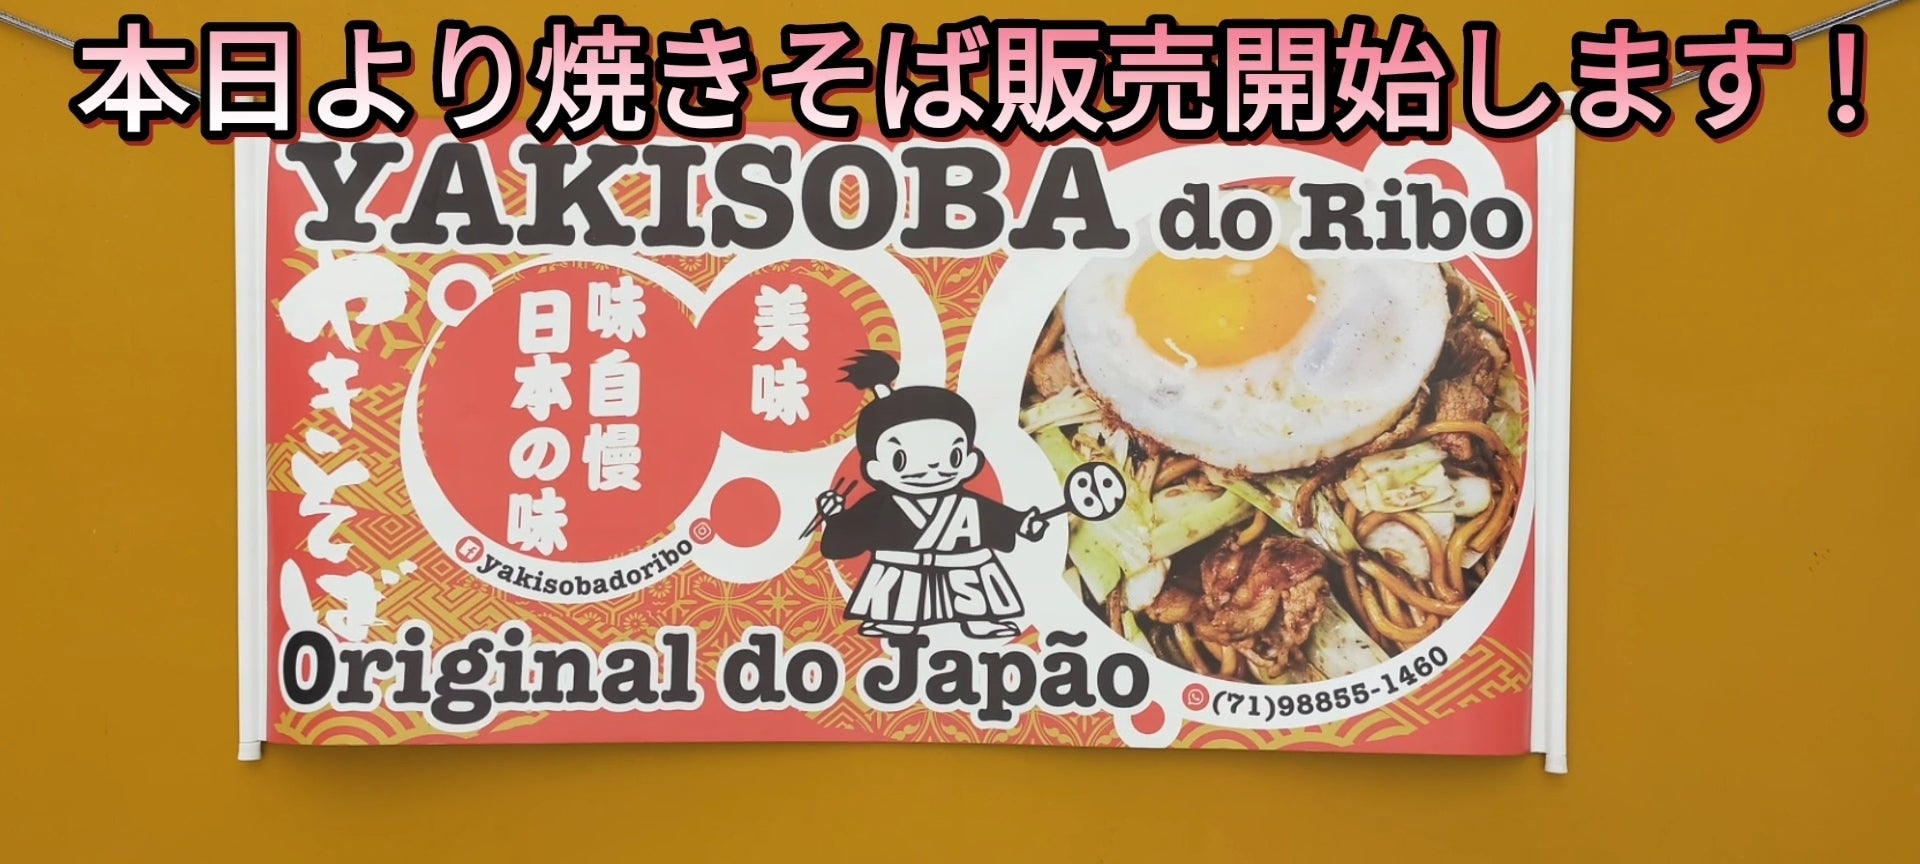 本日より焼きそば販売開始します！
YAKISOBA do Ribo
やきそば
味自慢
日本の味
美味
yakisobadoribo
YA
KISO
BA
Original do Japão
(71)98855-1460